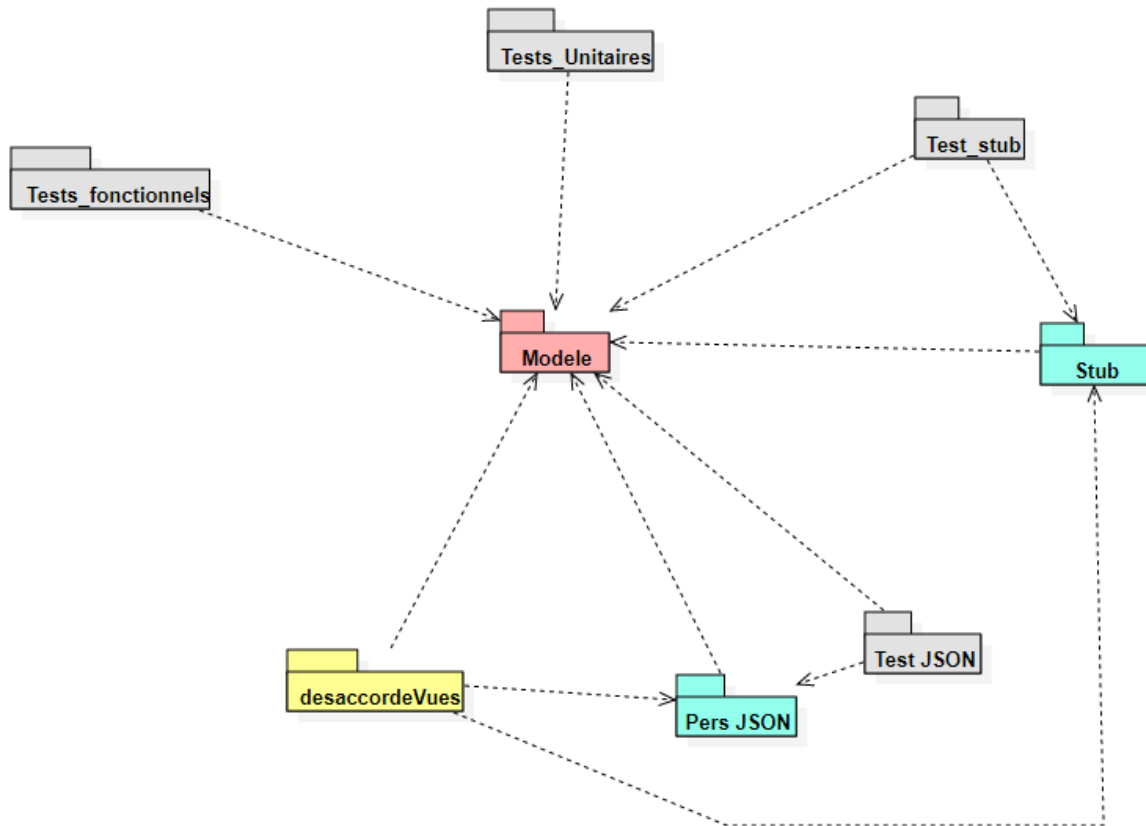 Tests_Unitaires
Test_stub
Tests_fonctionnels
Modele
Stub
Test JSON
desaccordeVues
Pers JSON